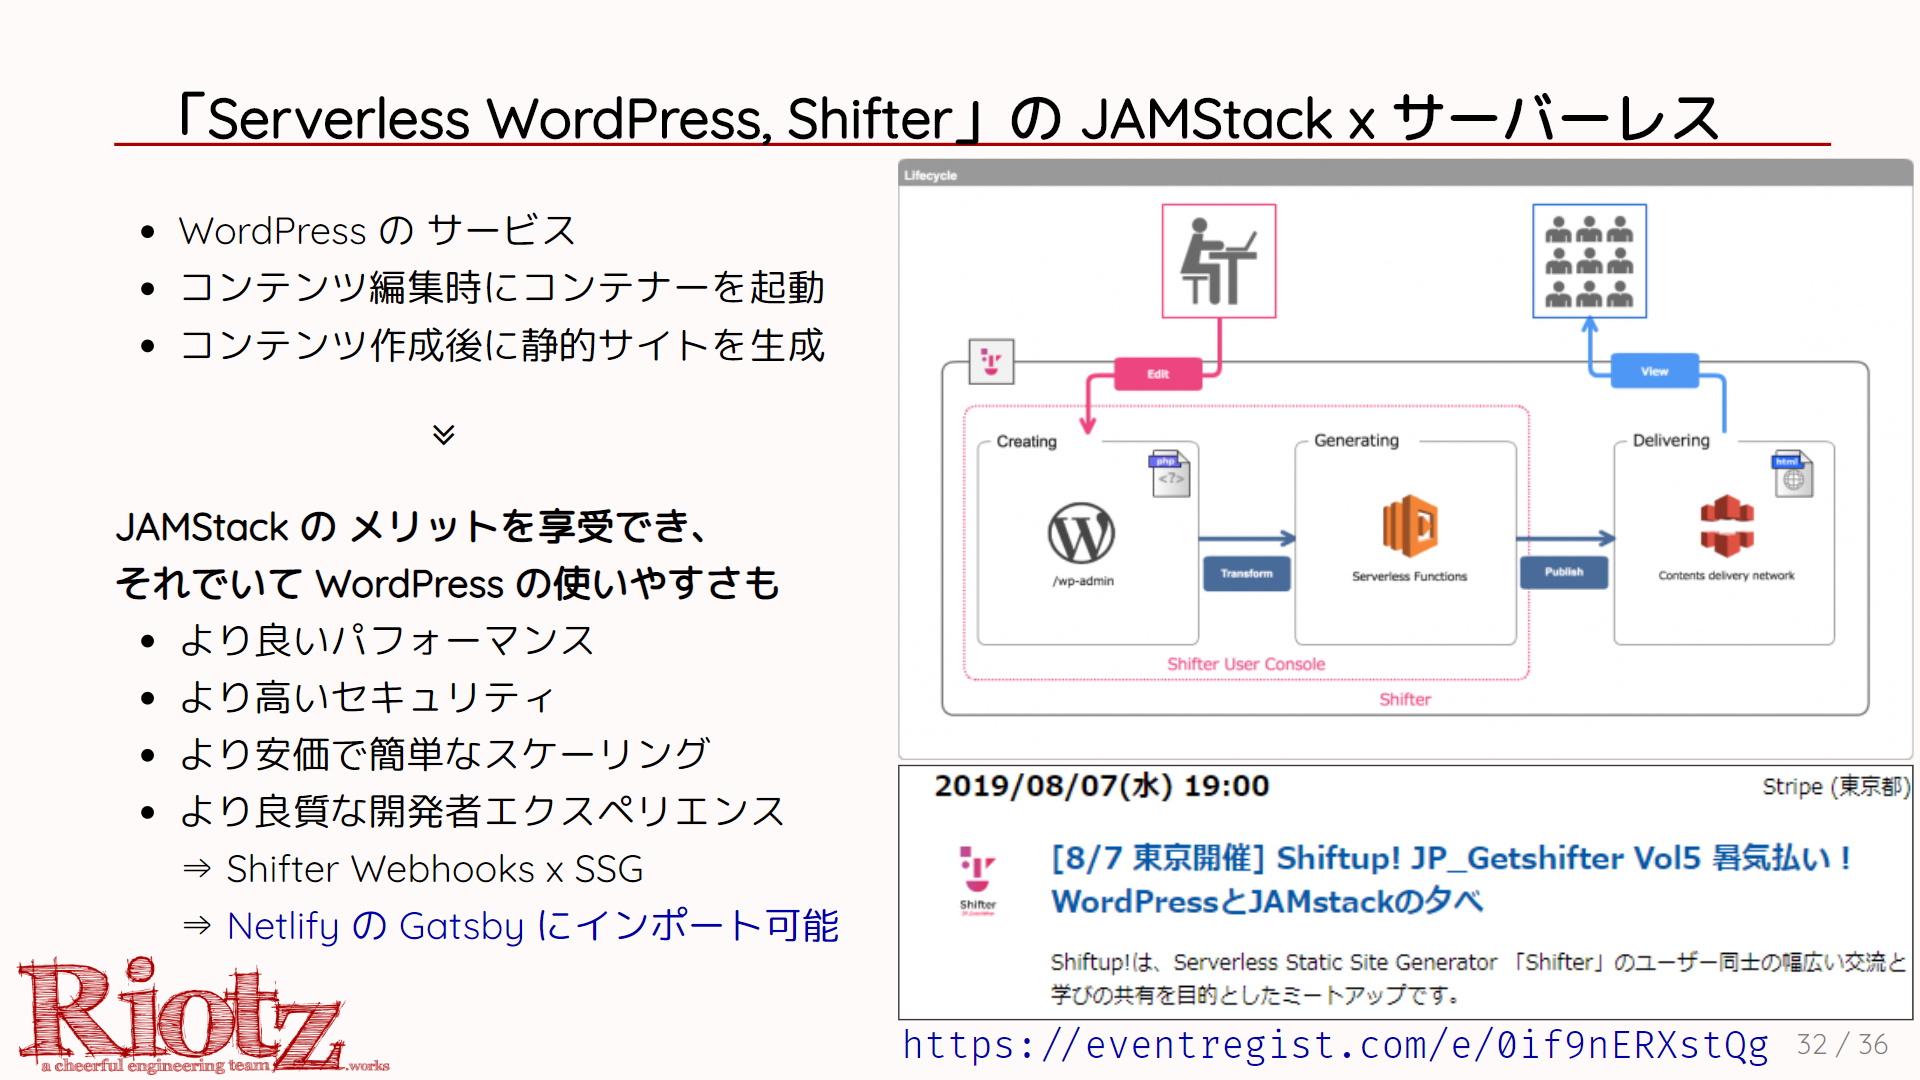 「Serverless WordPress, Shifter」の JAMStack x サーバーレス
• WordPress の サービス
• コンテンツ編集時にコンテナーを起動
• コンテンツ作成後に静的サイトを生成
JAMStack の メリットを享受でき、
それでいて WordPress の使いやすさも
• より良いパフォーマンス
• より高いセキュリティ
• より安価で簡単なスケーリング
• より良質な開発者エクスペリエンス
⇒ Shifter Webhooks x SSG
⇒ Netlify の Gatsby にインポート可能
Riotz
a cheerful engineering team .works
Lifecycle
Edit
View
Creating
php
<?>
/wp-admin
Transform
Generating
Serverless Functions
Publish
Delivering
html
Contents delivery network
Shifter User Console
Shifter
2019/08/07(水) 19:00
Stripe (東京都)
Shifter
[8/7 東京開催] Shiftup! JP_Getshifter Vol5 暑気払い！
WordPressとJAMstackの夕べ
Shiftup!は、Serverless Static Site Generator 「Shifter」のユーザー同士の幅広い交流と
学びの共有を目的としたミートアップです。
https://eventregist.com/e/0if9nERXstQg
32 / 36